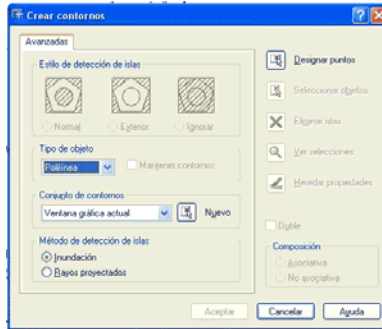 Crear contornos
Avanzadas
Estilo de detección de islas
Normal
Exterior
Ignorar
Tipo de objeto
Polilínea
Mantener contornos
Conjunto de contornos
Ventana gráfica actual
Nuevo
Método de detección de islas
Inundación
Rayos proyectados
Designar puntos
Seleccionar objetos
Eliminar islas
Ver selecciones
Heredar propiedades
Doble
Composición
Asociativa
No asociativa
Aceptar
Cancelar
Ayuda